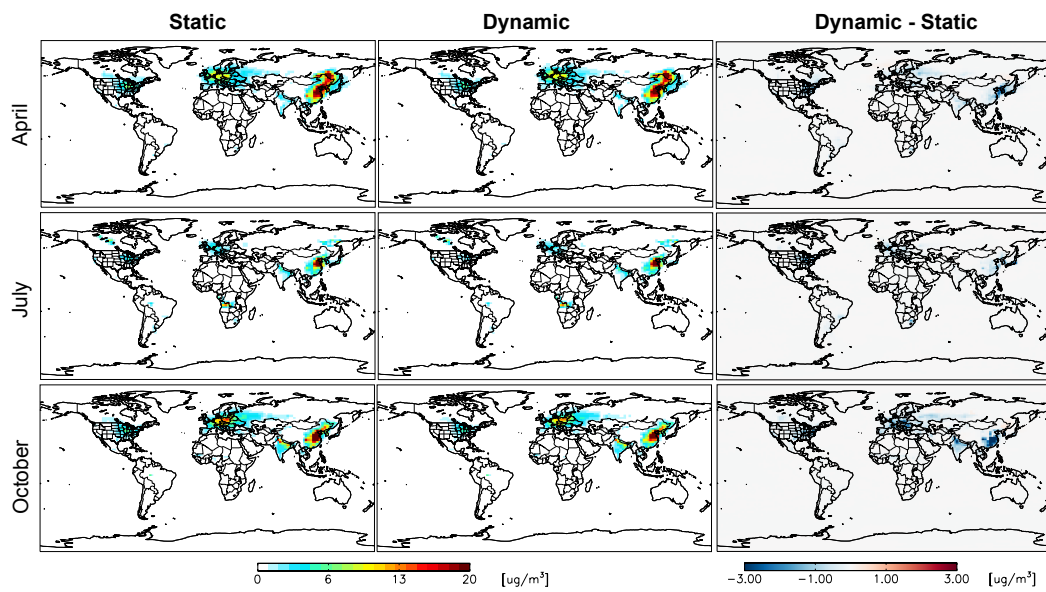 Static Dynamic Dynamic - Static
April
July
October
0 6 13 20 [ug/m³] -3.00 -1.00 1.00 3.00 [ug/m³]